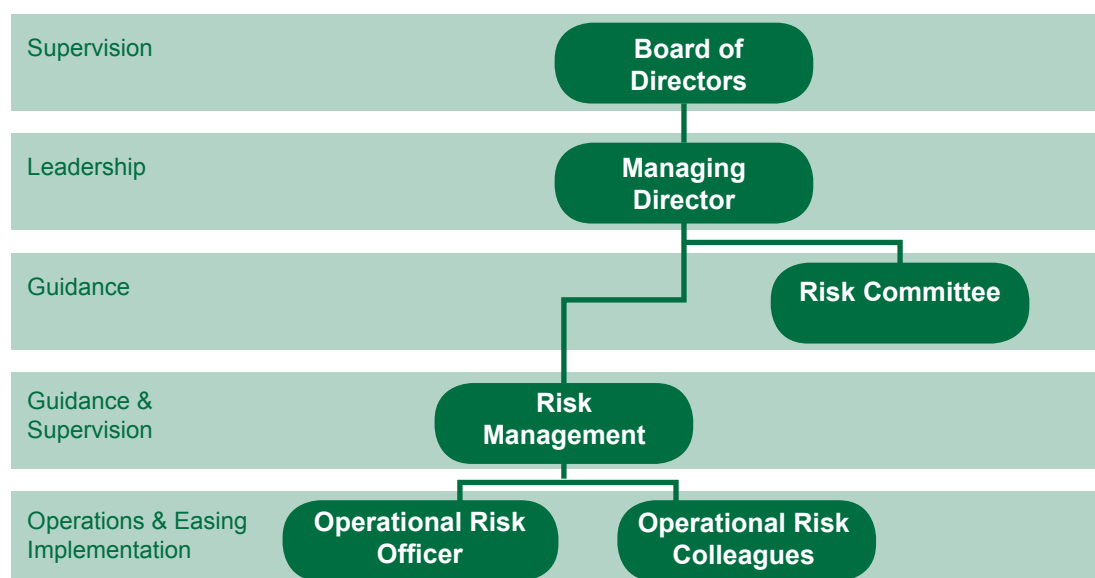 Supervision
Board of
Directors
Leadership
Managing
Director
Guidance
Risk Committee
Guidance &
Supervision
Risk
Management
Operations & Easing
Implementation
Operational Risk
Officer
Operational Risk
Colleagues